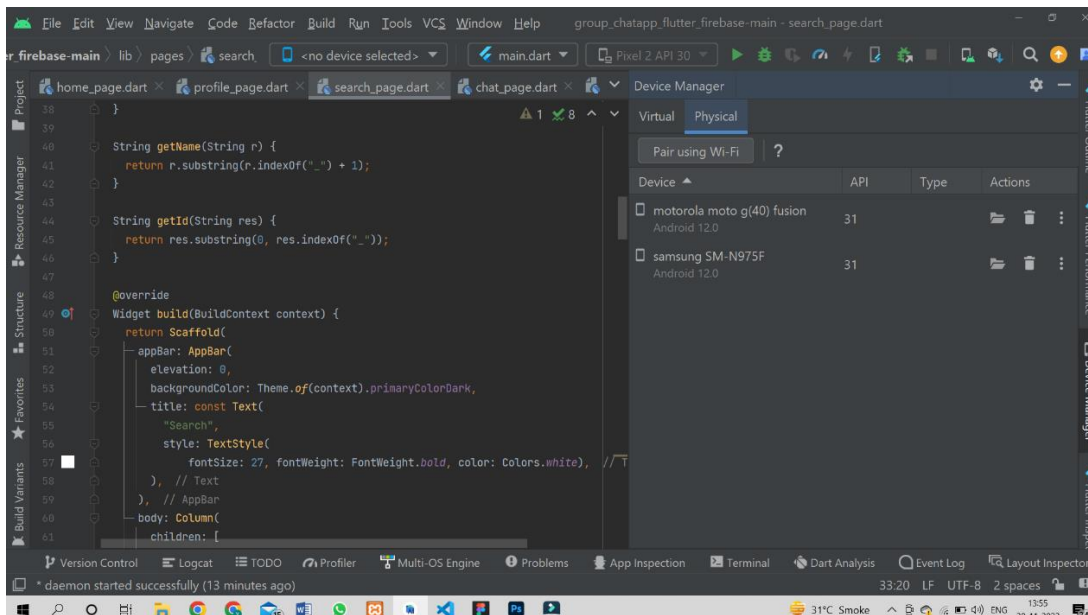 File Edit View Navigate Code Refactor Build Run Tools VCS Window Help group_chatapp_flutter_firebase-main - search_page.dart
r_firebase-main lib pages search <no device selected> main.dart Pixel 2 API 30
home_page.dart profile_page.dart search_page.dart chat_page.dart
Project
Resource Manager
Structure
Favorites
Build Variants
1 8
38 }
39
40 String getName(String r) {
41 return r.substring(r.indexOf("_") + 1);
42 }
43
44 String getId(String res) {
45 return res.substring(0, res.indexOf("_"));
46 }
47
48 @override
49 Widget build(BuildContext context) {
50 return Scaffold(
51 appBar: AppBar(
52 elevation: 0,
53 backgroundColor: Theme.of(context).primaryColorDark,
54 title: const Text(
55 "Search",
56 style: TextStyle(
57 fontSize: 27, fontWeight: FontWeight.bold, color: Colors.white), // T
58 ), // Text
59 ), // AppBar
60 body: Column(
61 children: [
Device Manager
Virtual Physical
Pair using Wi-Fi ?
Device API Type Actions
motorola moto g(40) fusion 31
Android 12.0
samsung SM-N975F 31
Android 12.0
Version Control Logcat TODO Profiler Multi-OS Engine Problems App Inspection Terminal Dart Analysis Event Log Layout Inspector
* daemon started successfully (13 minutes ago) 33:20 LF UTF-8 2 spaces
31°C Smoke ENG 13:55